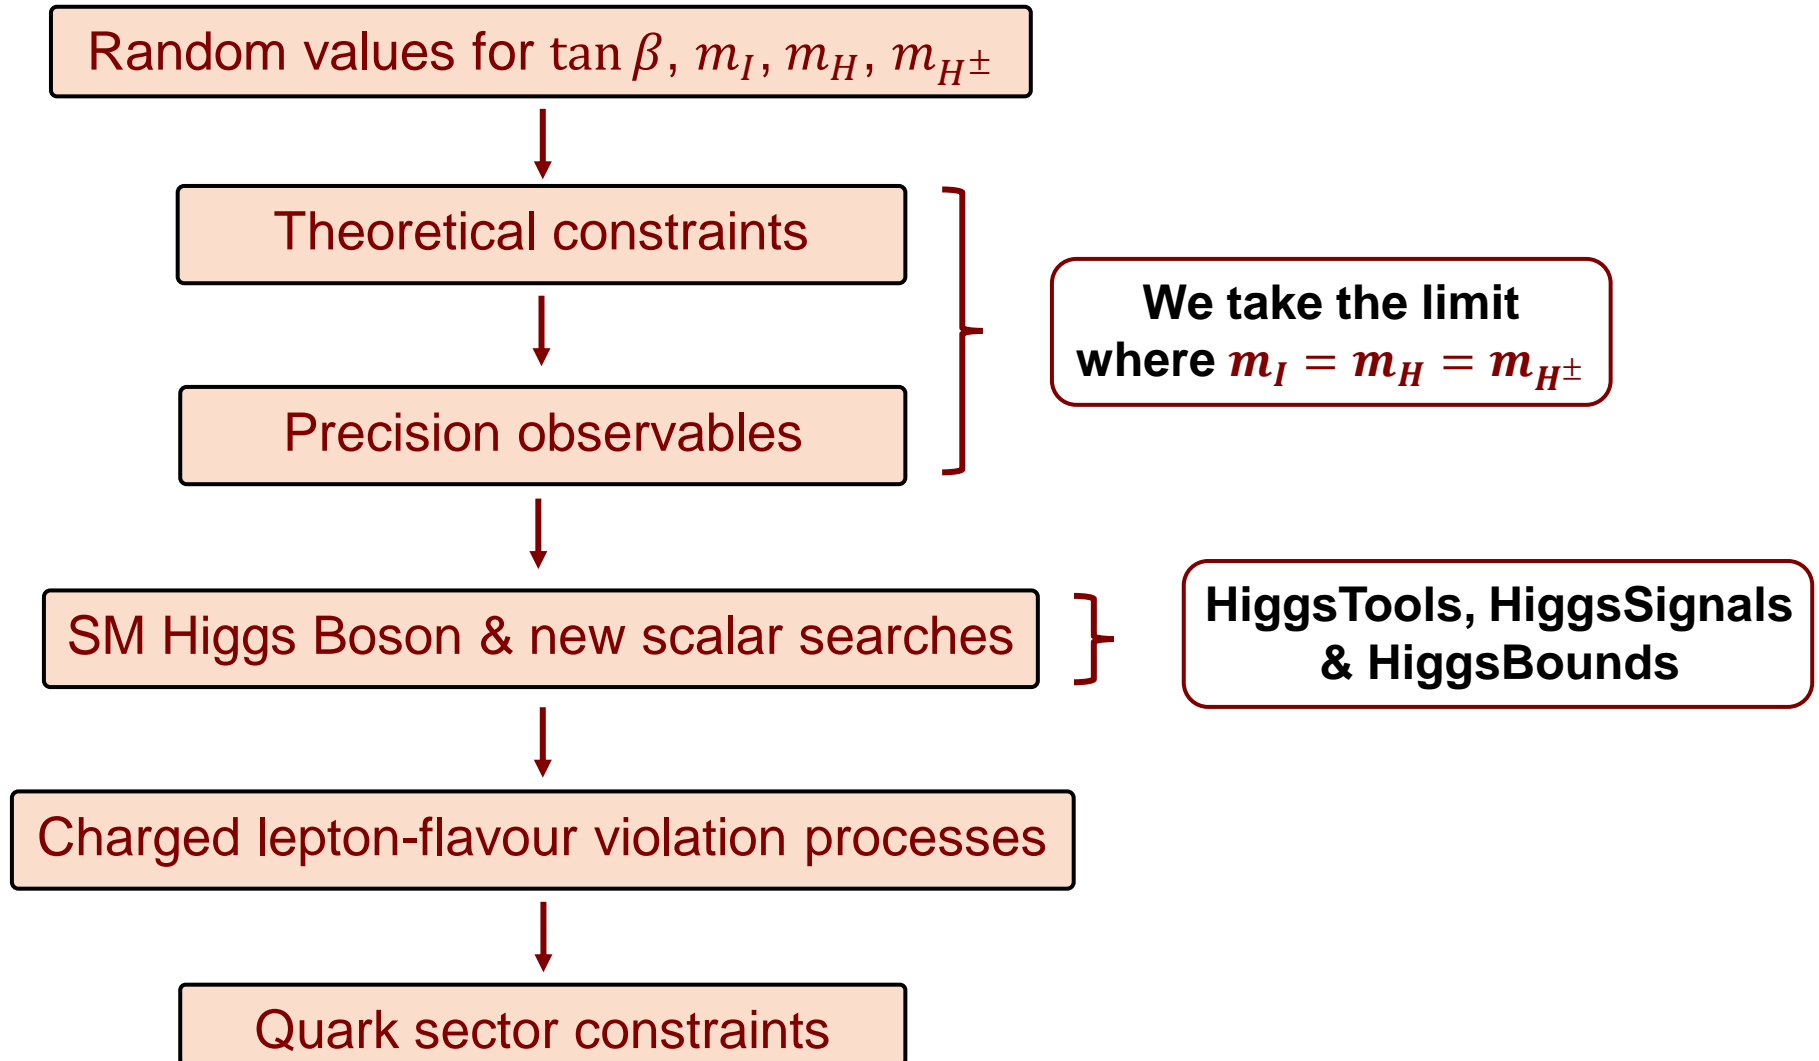 Random values for tan β, m_I, m_H, m_{H^±}
Theoretical constraints
We take the limit
where m_I = m_H = m_{H^±}
Precision observables
SM Higgs Boson & new scalar searches
HiggsTools, HiggsSignals
& HiggsBounds
Charged lepton-flavour violation processes
Quark sector constraints